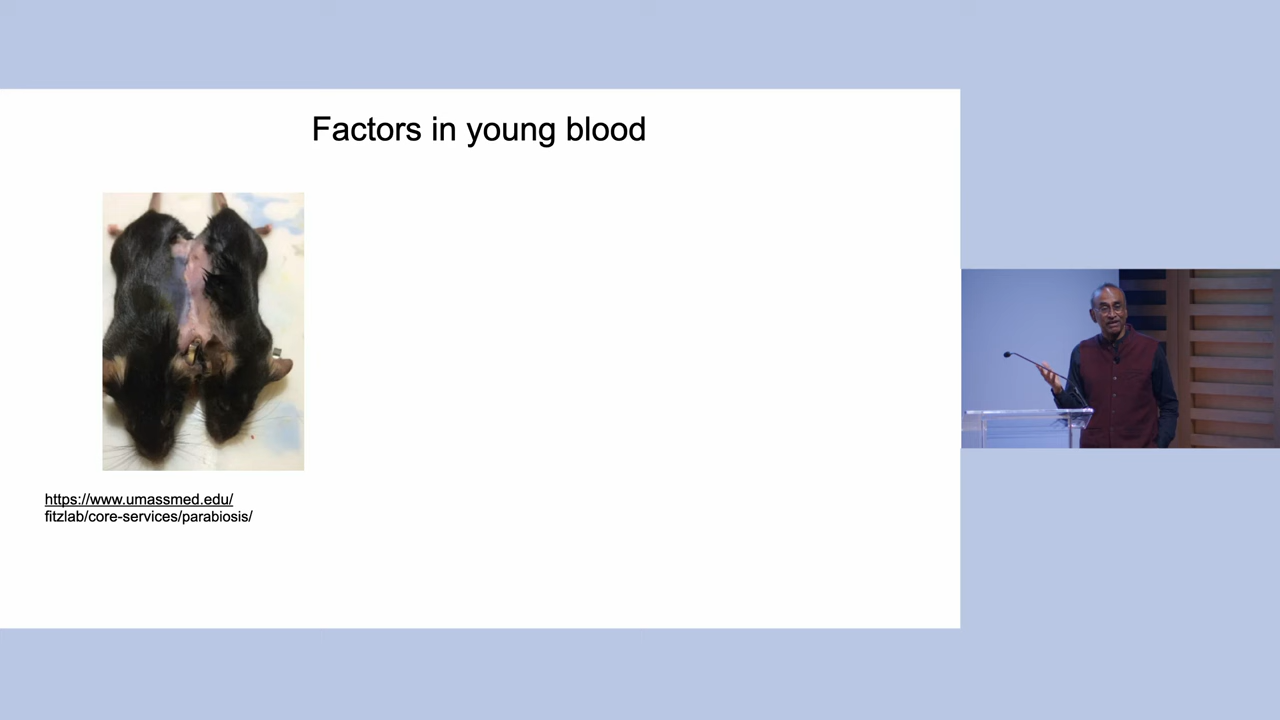 Factors in young blood
https://www.umassmed.edu/
fitzlab/core-services/parabiosis/